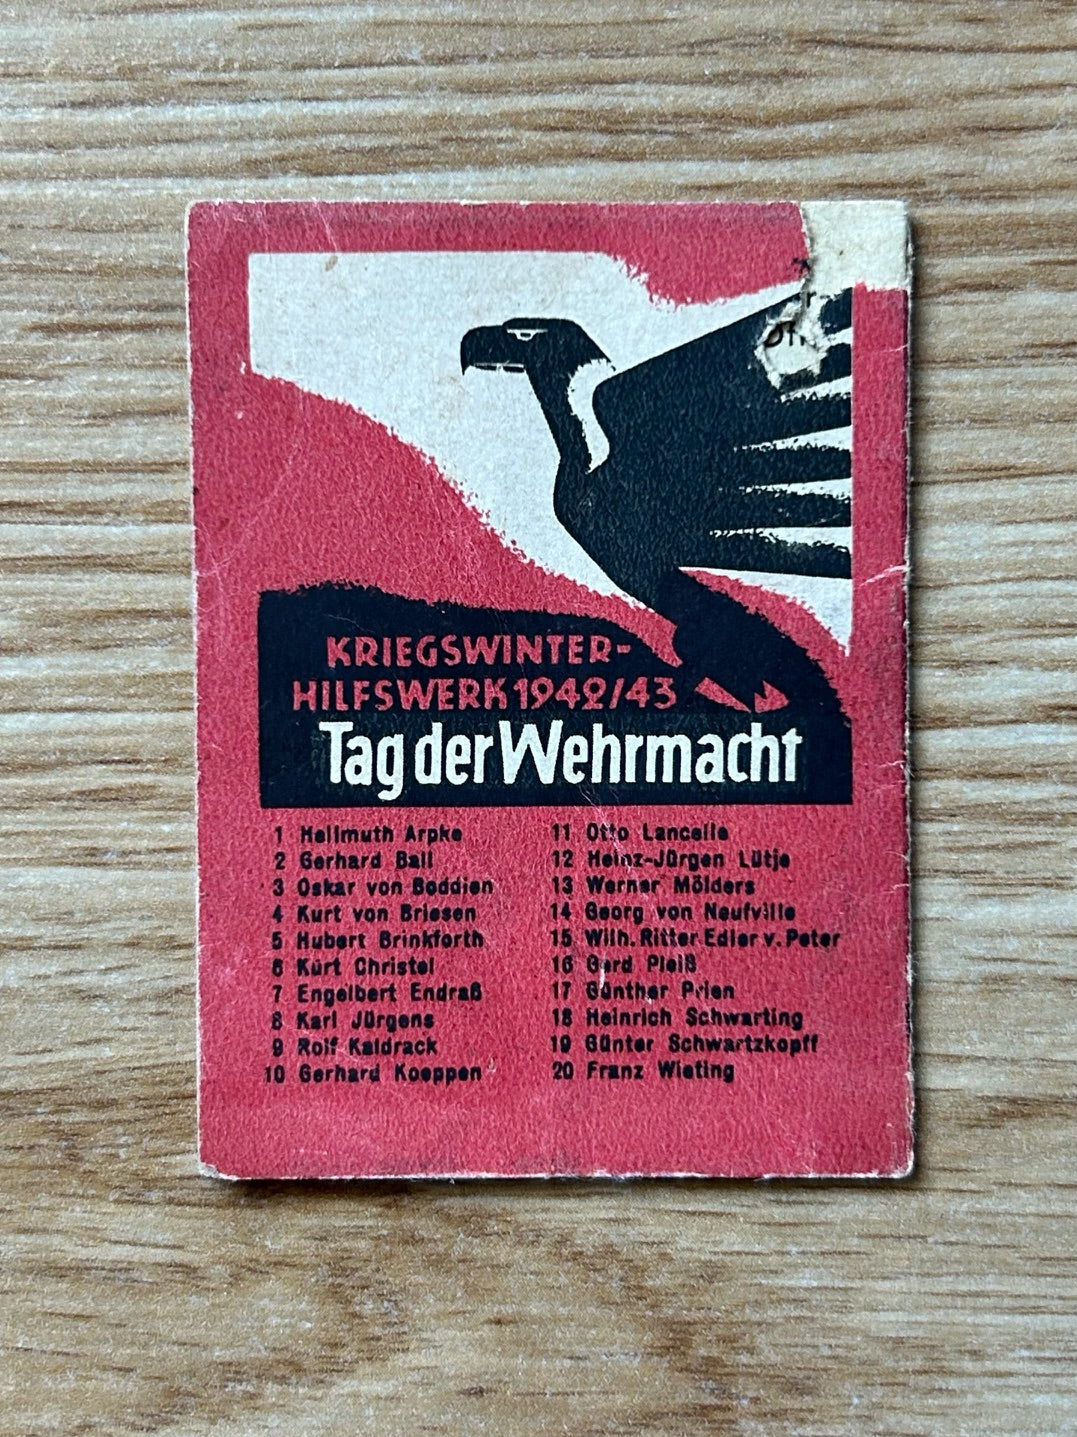 KRIEGSWINTER-
HILFSWERK 1942/43
Tag der Wehrmacht
1 Hellmuth Arpke
2 Gerhard Ball
3 Oskar von Boddien
4 Kurt von Briesen
5 Hubert Brinkforth
6 Kurt Christel
7 Engelbert Endraß
8 Karl Jürgens
9 Rolf Kaldrack
10 Gerhard Koeppen
11 Otto Lancelle
12 Heinz-Jürgen Lütje
13 Werner Mölders
14 Georg von Neufville
15 Wilh. Ritter Edler v. Peter
16 Gerd Pleiß
17 Günther Prien
18 Heinrich Schwarting
19 Günter Schwartzkopff
20 Franz Wieting